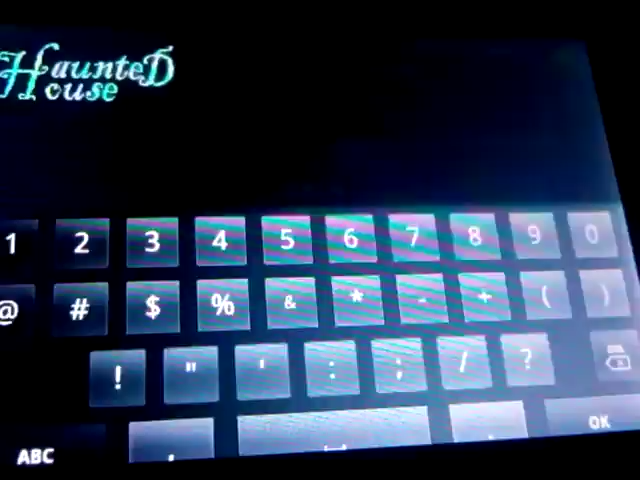 HaunteD
House
1 2 3 4 5 6 7 8 9 0
@ # $ % & * - + ( )
! " ' : ; / ?
ABC , . OK